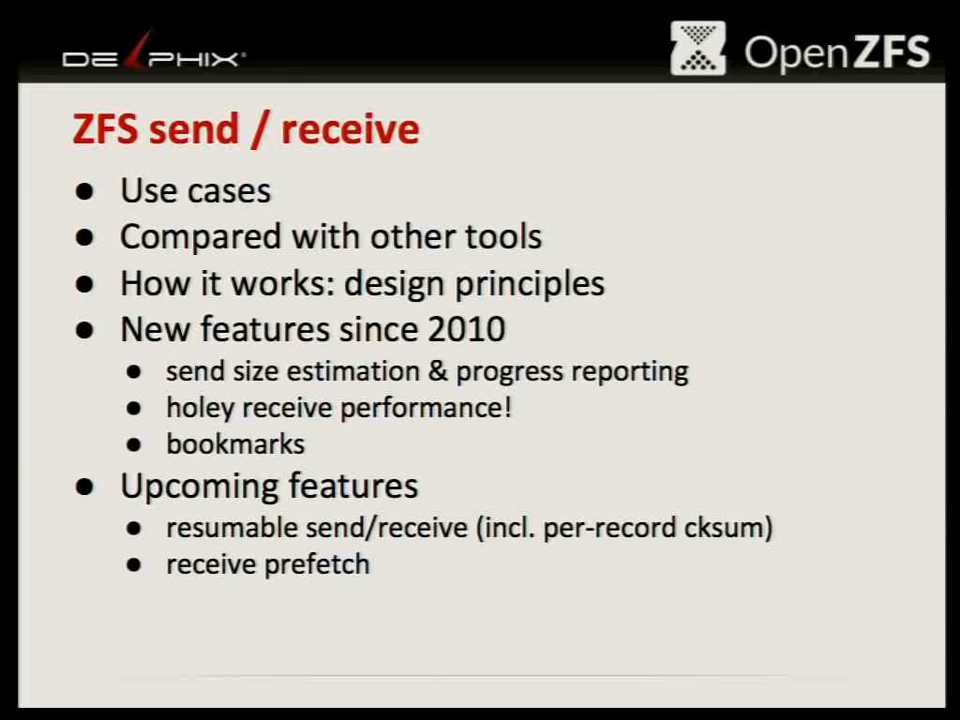 DELPHIX®
OpenZFS
ZFS send / receive
● Use cases
● Compared with other tools
● How it works: design principles
● New features since 2010
● send size estimation & progress reporting
● holey receive performance!
● bookmarks
● Upcoming features
● resumable send/receive (incl. per-record cksum)
● receive prefetch